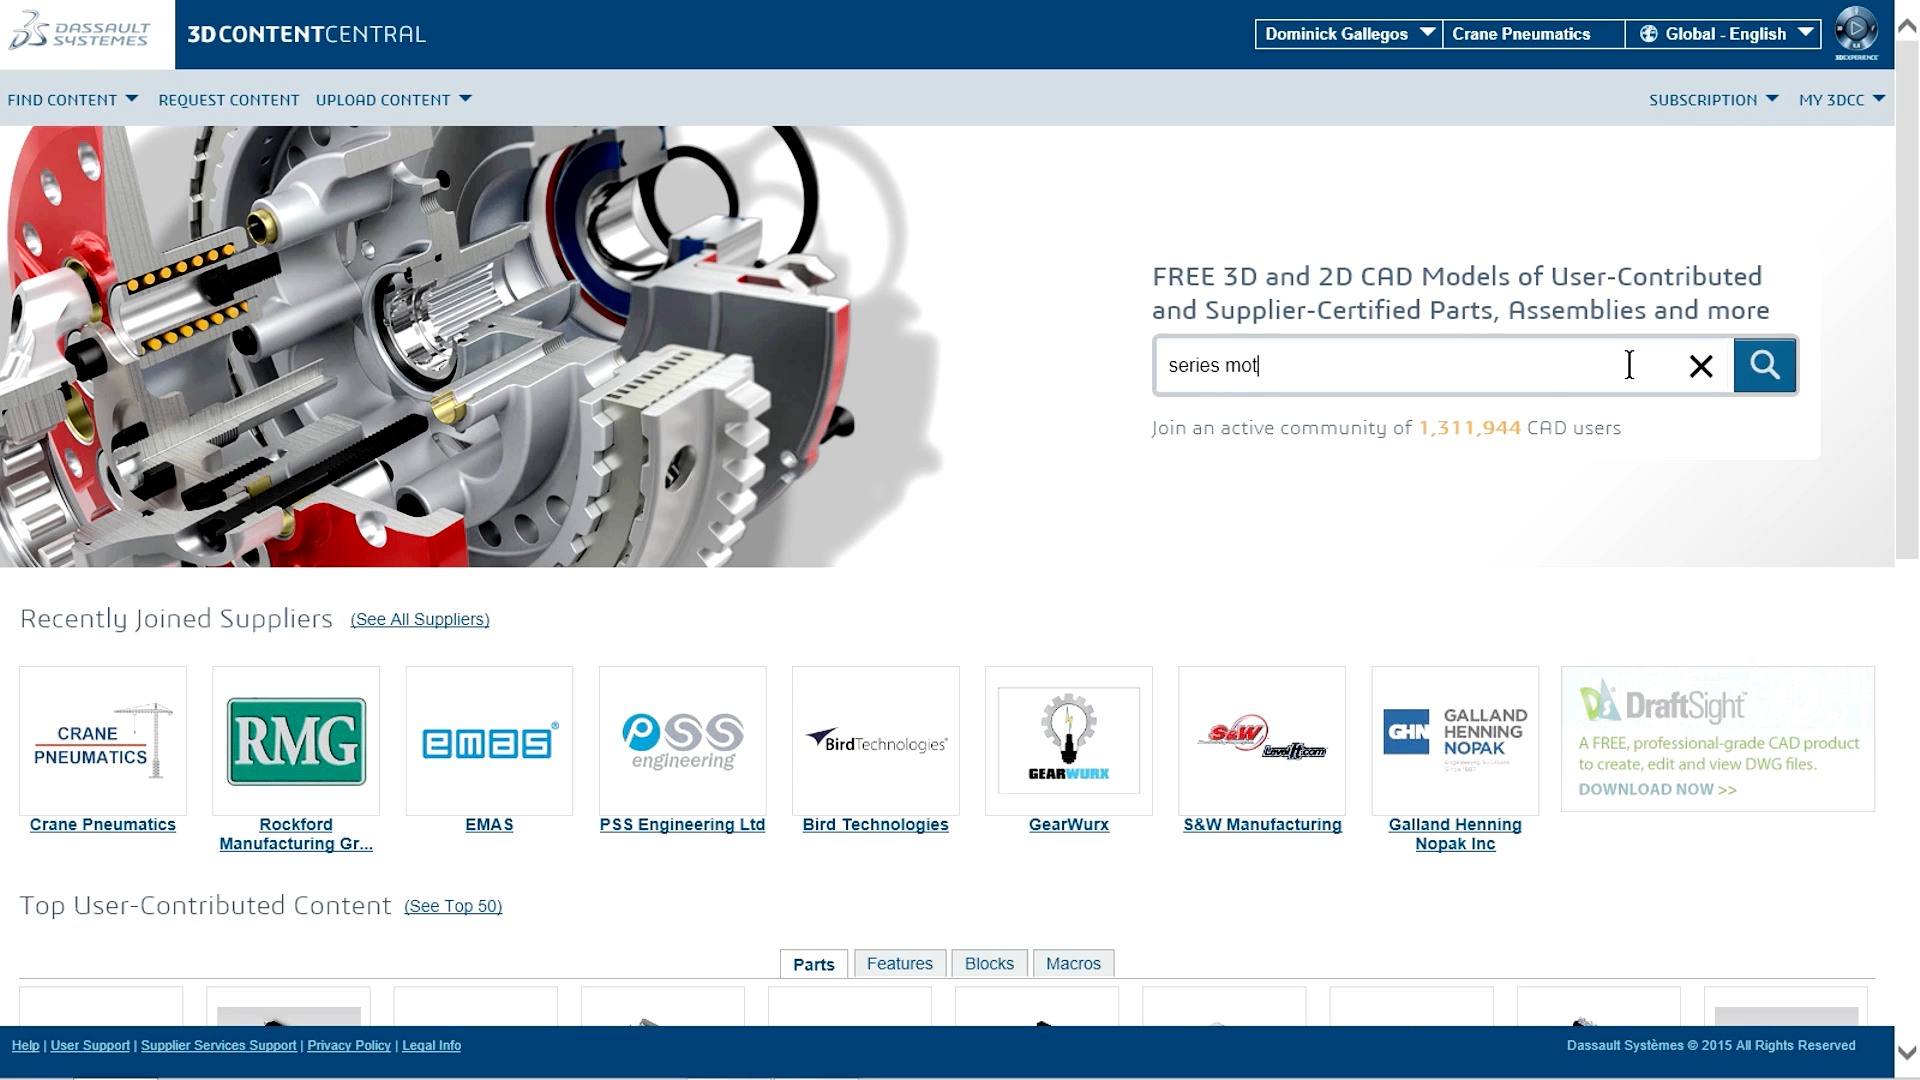 DASSAULT
SYSTEMES
3DCONTENTCENTRAL
Dominick Gallegos
Crane Pneumatics
Global - English
3DEXPERIENCE
FIND CONTENT
REQUEST CONTENT
UPLOAD CONTENT
SUBSCRIPTION
MY 3DCC
FREE 3D and 2D CAD Models of User-Contributed
and Supplier-Certified Parts, Assemblies and more
series mot
Join an active community of 1,311,944 CAD users
Recently Joined Suppliers (See All Suppliers)
CRANE
PNEUMATICS
RMG
emas®
PSS
engineering
BirdTechnologies®
GEARWURX
S&W
LevelIt.com
GHN
GALLAND
HENNING
NOPAK
DraftSight™
A FREE, professional-grade CAD product
to create, edit and view DWG files.
DOWNLOAD NOW >>
Crane Pneumatics
Rockford
Manufacturing Gr...
EMAS
PSS Engineering Ltd
Bird Technologies
GearWurx
S&W Manufacturing
Galland Henning
Nopak Inc
Top User-Contributed Content (See Top 50)
Parts
Features
Blocks
Macros
Help | User Support | Supplier Services Support | Privacy Policy | Legal Info
Dassault Systèmes © 2015 All Rights Reserved